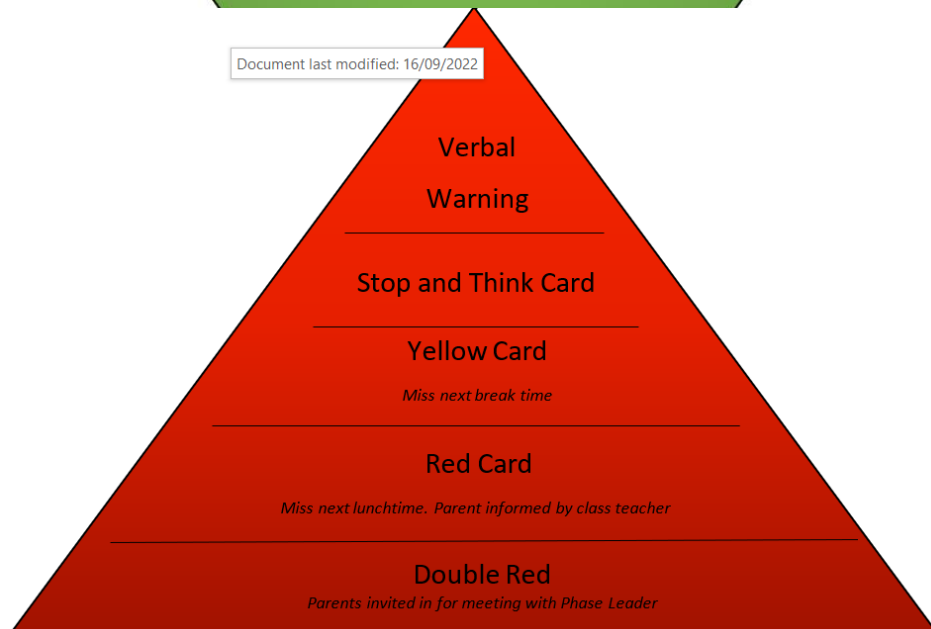 Document last modified: 16/09/2022
Verbal
Warning
Stop and Think Card
Yellow Card
Miss next break time
Red Card
Miss next lunchtime. Parent informed by class teacher
Double Red
Parents invited in for meeting with Phase Leader